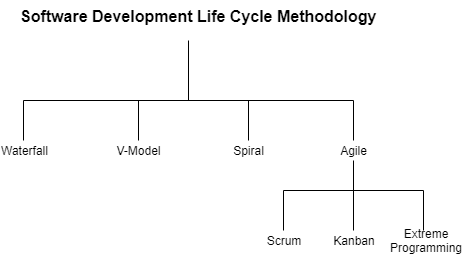 Software Development Life Cycle Methodology
Waterfall
V-Model
Spiral
Agile
Scrum
Kanban
Extreme
Programming